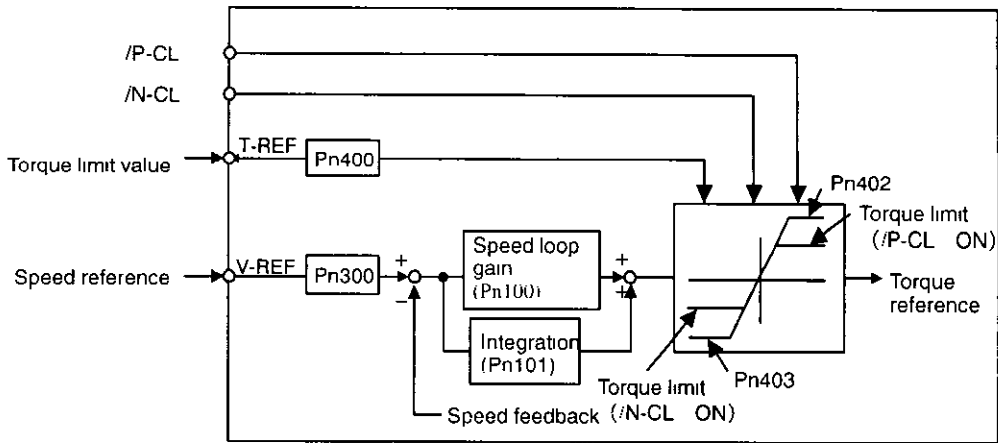 /P-CL
/N-CL
T-REF
Torque limit value
Pn400
Pn402
Torque limit
(/P-CL ON)
V-REF
Speed reference
Pn300
+
−
Speed loop
gain
(Pn100)
+
+
Integration
(Pn101)
Torque
reference
Pn403
Torque limit
(/N-CL ON)
Speed feedback